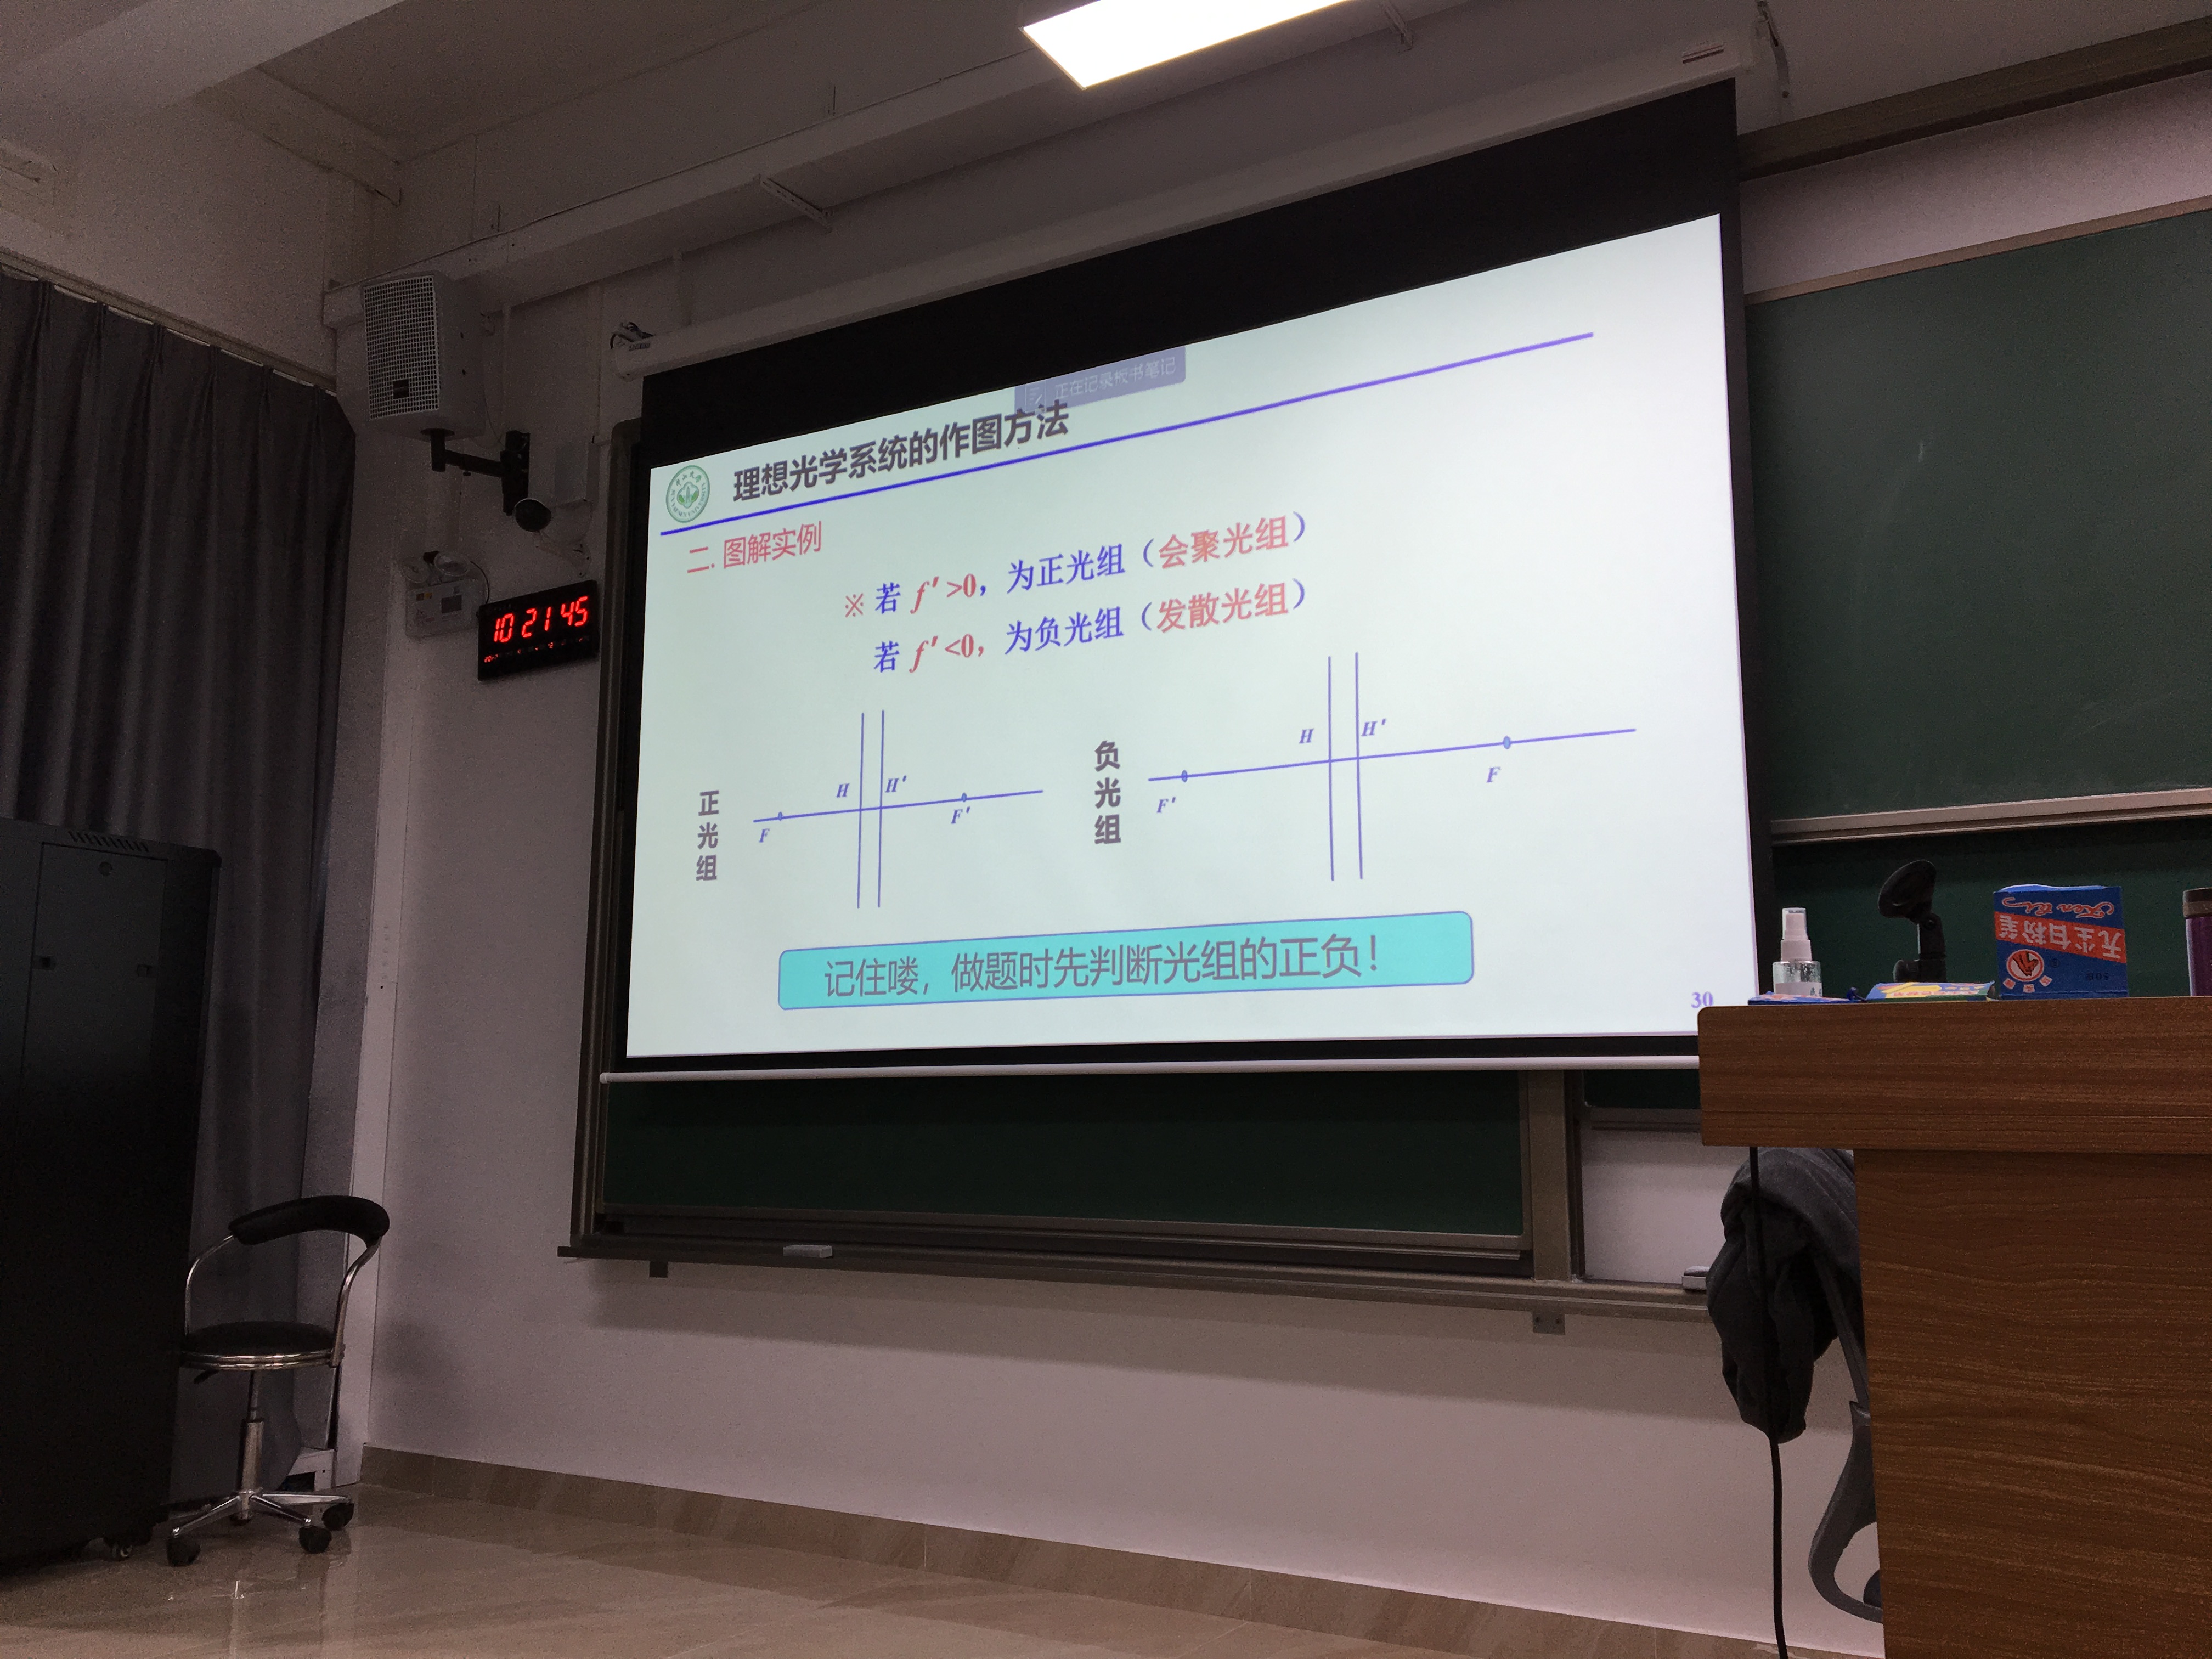 正在记录板书笔记
理想光学系统的作图方法
二. 图解实例
※ 若 f′>0，为正光组（会聚光组）
若 f′<0，为负光组（发散光组）
正光组
H
H′
F
F′
负光组
H
H′
F′
F
记住喽，做题时先判断光组的正负！
30
10 21 45
无尘白粉笔